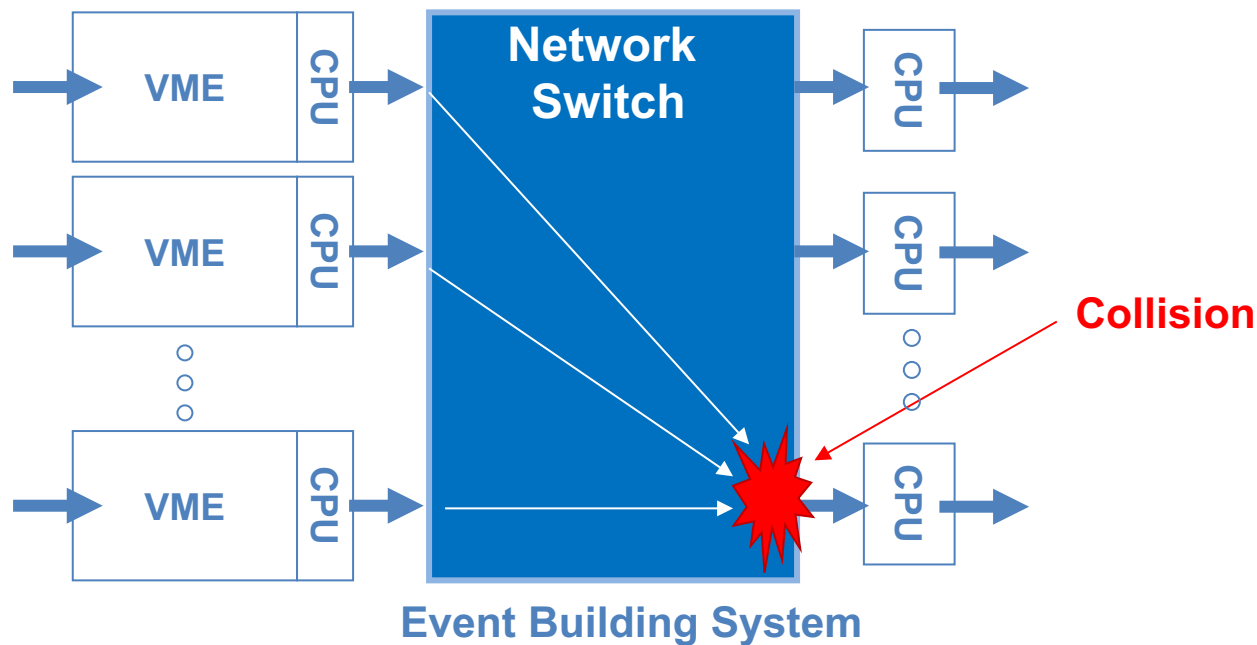 Network
Switch
VME
CPU
CPU
VME
CPU
CPU
Collision
VME
CPU
CPU
Event Building System